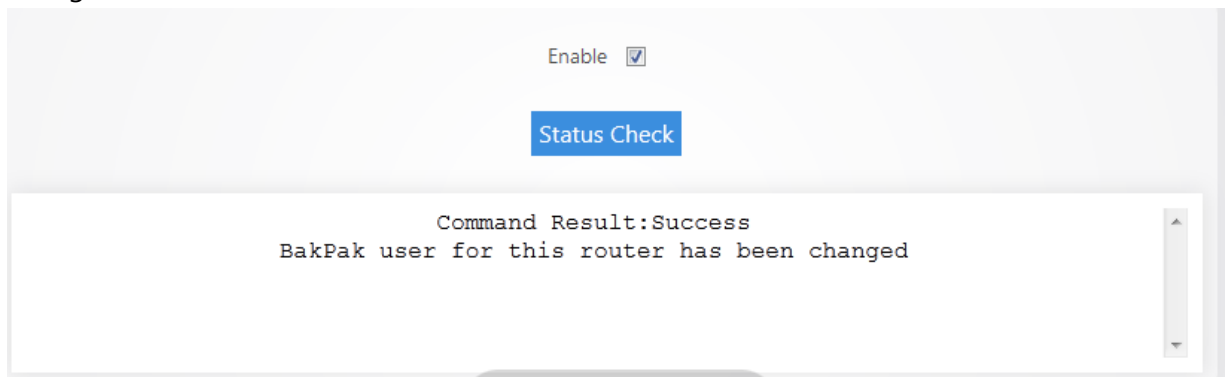 Enable
Status Check
Command Result:Success
BakPak user for this router has been changed